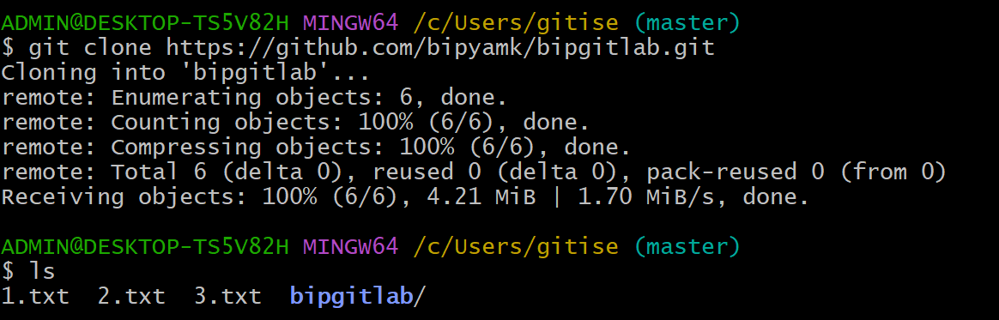 ADMIN@DESKTOP-TS5V82H MINGW64 /c/Users/gitise (master)
$ git clone https://github.com/bipyamk/bipgitlab.git
Cloning into 'bipgitlab'...
remote: Enumerating objects: 6, done.
remote: Counting objects: 100% (6/6), done.
remote: Compressing objects: 100% (6/6), done.
remote: Total 6 (delta 0), reused 0 (delta 0), pack-reused 0 (from 0)
Receiving objects: 100% (6/6), 4.21 MiB | 1.70 MiB/s, done.
ADMIN@DESKTOP-TS5V82H MINGW64 /c/Users/gitise (master)
$ ls
1.txt  2.txt  3.txt  bipgitlab/